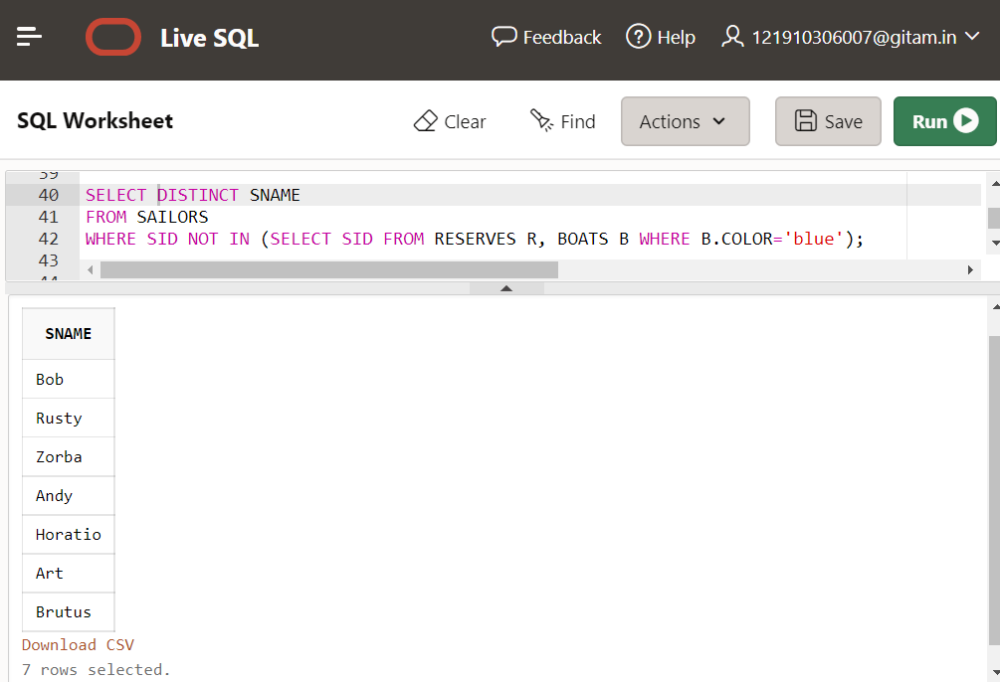 Live SQL
Feedback
Help
121910306007@gitam.in
SQL Worksheet
Clear
Find
Actions
Save
Run
39
40 SELECT DISTINCT SNAME
41 FROM SAILORS
42 WHERE SID NOT IN (SELECT SID FROM RESERVES R, BOATS B WHERE B.COLOR='blue');
43
44
SNAME
Bob
Rusty
Zorba
Andy
Horatio
Art
Brutus
Download CSV
7 rows selected.